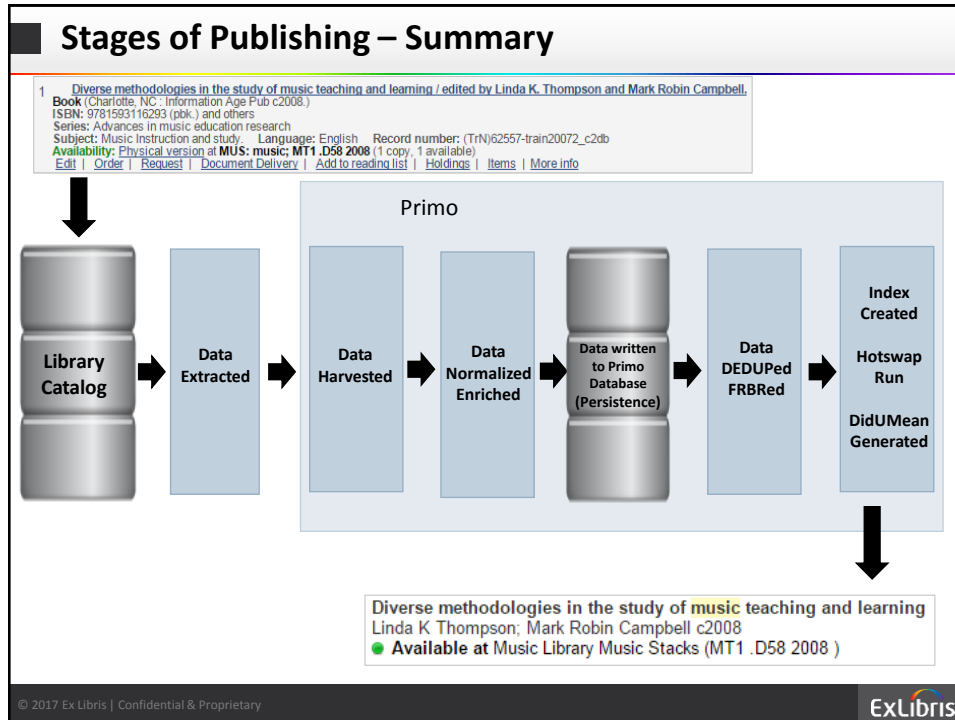 Stages of Publishing – Summary
1 Diverse methodologies in the study of music teaching and learning / edited by Linda K. Thompson and Mark Robin Campbell.
Book (Charlotte, NC : Information Age Pub c2008.)
ISBN: 9781593116293 (pbk.) and others
Series: Advances in music education research
Subject: Music Instruction and study. Language: English Record number: (TrN)62557-train20072_c2db
Availability: Physical version at MUS: music; MT1 .D58 2008 (1 copy, 1 available)
Edit | Order | Request | Document Delivery | Add to reading list | Holdings | Items | More info
Primo
Library
Catalog
Data
Extracted
Data
Harvested
Data
Normalized
Enriched
Data written
to Primo
Database
(Persistence)
Data
DEDUPed
FRBRed
Index
Created
Hotswap
Run
DidUMean
Generated
Diverse methodologies in the study of music teaching and learning
Linda K Thompson; Mark Robin Campbell c2008
Available at Music Library Music Stacks (MT1 .D58 2008 )
© 2017 Ex Libris | Confidential & Proprietary
ExLibris